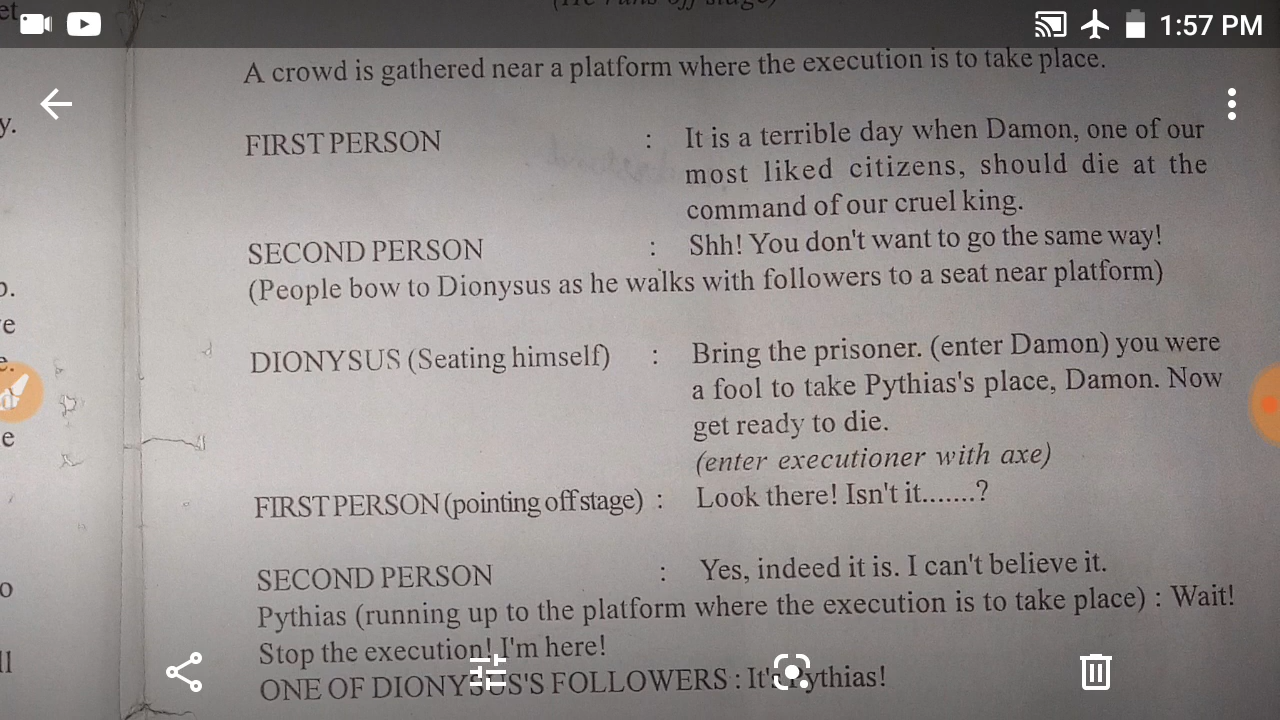 et.
1:57 PM
A crowd is gathered near a platform where the execution is to take place.
y.
FIRST PERSON : It is a terrible day when Damon, one of our
most liked citizens, should die at the
command of our cruel king.
SECOND PERSON : Shh! You don't want to go the same way!
(People bow to Dionysus as he walks with followers to a seat near platform)
e
DIONYSUS (Seating himself) : Bring the prisoner. (enter Damon) you were
a fool to take Pythias's place, Damon. Now
get ready to die.
e
(enter executioner with axe)
FIRST PERSON (pointing off stage) : Look there! Isn't it.......?
SECOND PERSON : Yes, indeed it is. I can't believe it.
o
Pythias (running up to the platform where the execution is to take place) : Wait!
Stop the execution! I'm here!
ll
ONE OF DIONYSUS'S FOLLOWERS : It's Pythias!